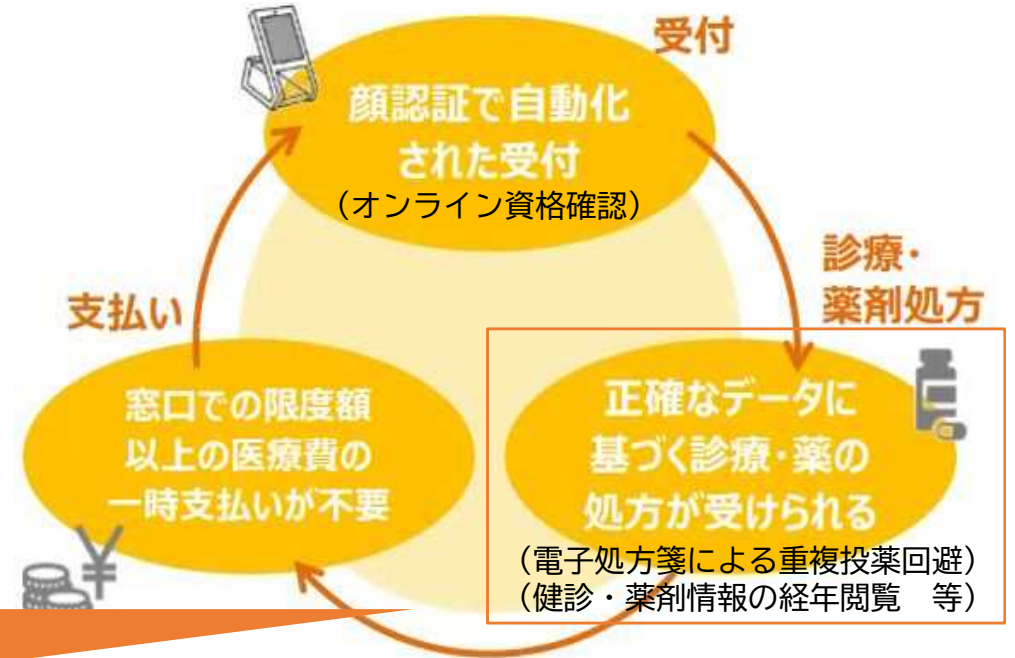 受付
顔認証で自動化
された受付
（オンライン資格確認）
診療・
薬剤処方
正確なデータに
基づく診療・薬の
処方が受けられる
（電子処方箋による重複投薬回避）
（健診・薬剤情報の経年閲覧　等）
支払い
窓口での限度額
以上の医療費の
一時支払いが不要
¥